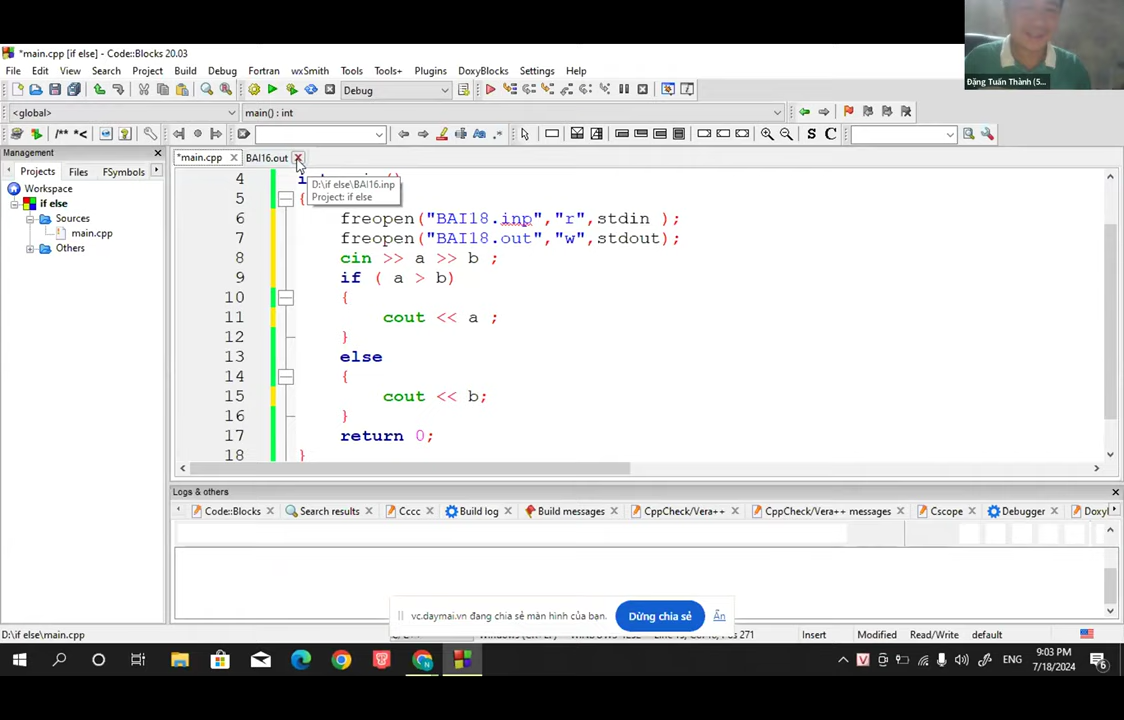 *main.cpp [if else] - Code::Blocks 20.03
File Edit View Search Project Build Debug Fortran wxSmith Tools Tools+ Plugins DoxyBlocks Settings Help
Debug
<global> main() : int
/** *<
S C
Management
Projects Files FSymbols
Workspace
if else
Sources
main.cpp
Others
*main.cpp BAI16.out
D:\if else\BAI16.inp
Project: if else
4
5 {
6 freopen("BAI18.inp","r",stdin );
7 freopen("BAI18.out","w",stdout);
8 cin >> a >> b ;
9 if ( a > b)
10 {
11 cout << a ;
12 }
13 else
14 {
15 cout << b;
16 }
17 return 0;
18 }
Logs & others
Code::Blocks Search results Cccc Build log Build messages CppCheck/Vera++ CppCheck/Vera++ messages Cscope Debugger
vc.daymai.vn đang chia sẻ màn hình của bạn. Dừng chia sẻ Ẩn
D:\if else\main.cpp Insert Modified Read/Write default
ENG 9:03 PM
7/18/2024 6
Đặng Tuấn Thành (5...